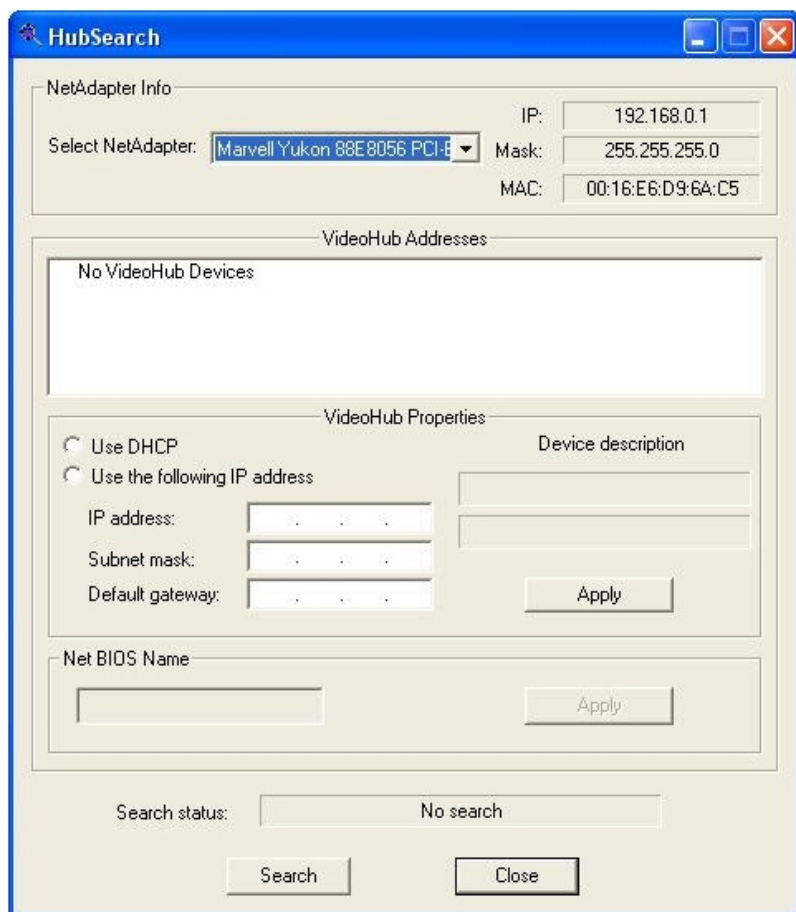 HubSearch
NetAdapter Info
Select NetAdapter: Marvell Yukon 88E8056 PCI-E
IP: 192.168.0.1
Mask: 255.255.255.0
MAC: 00:16:E6:D9:6A:C5
VideoHub Addresses
No VideoHub Devices
VideoHub Properties
Use DHCP
Use the following IP address
IP address: . . .
Subnet mask: . . .
Default gateway: . . .
Device description
Apply
Net BIOS Name
Apply
Search status: No search
Search Close